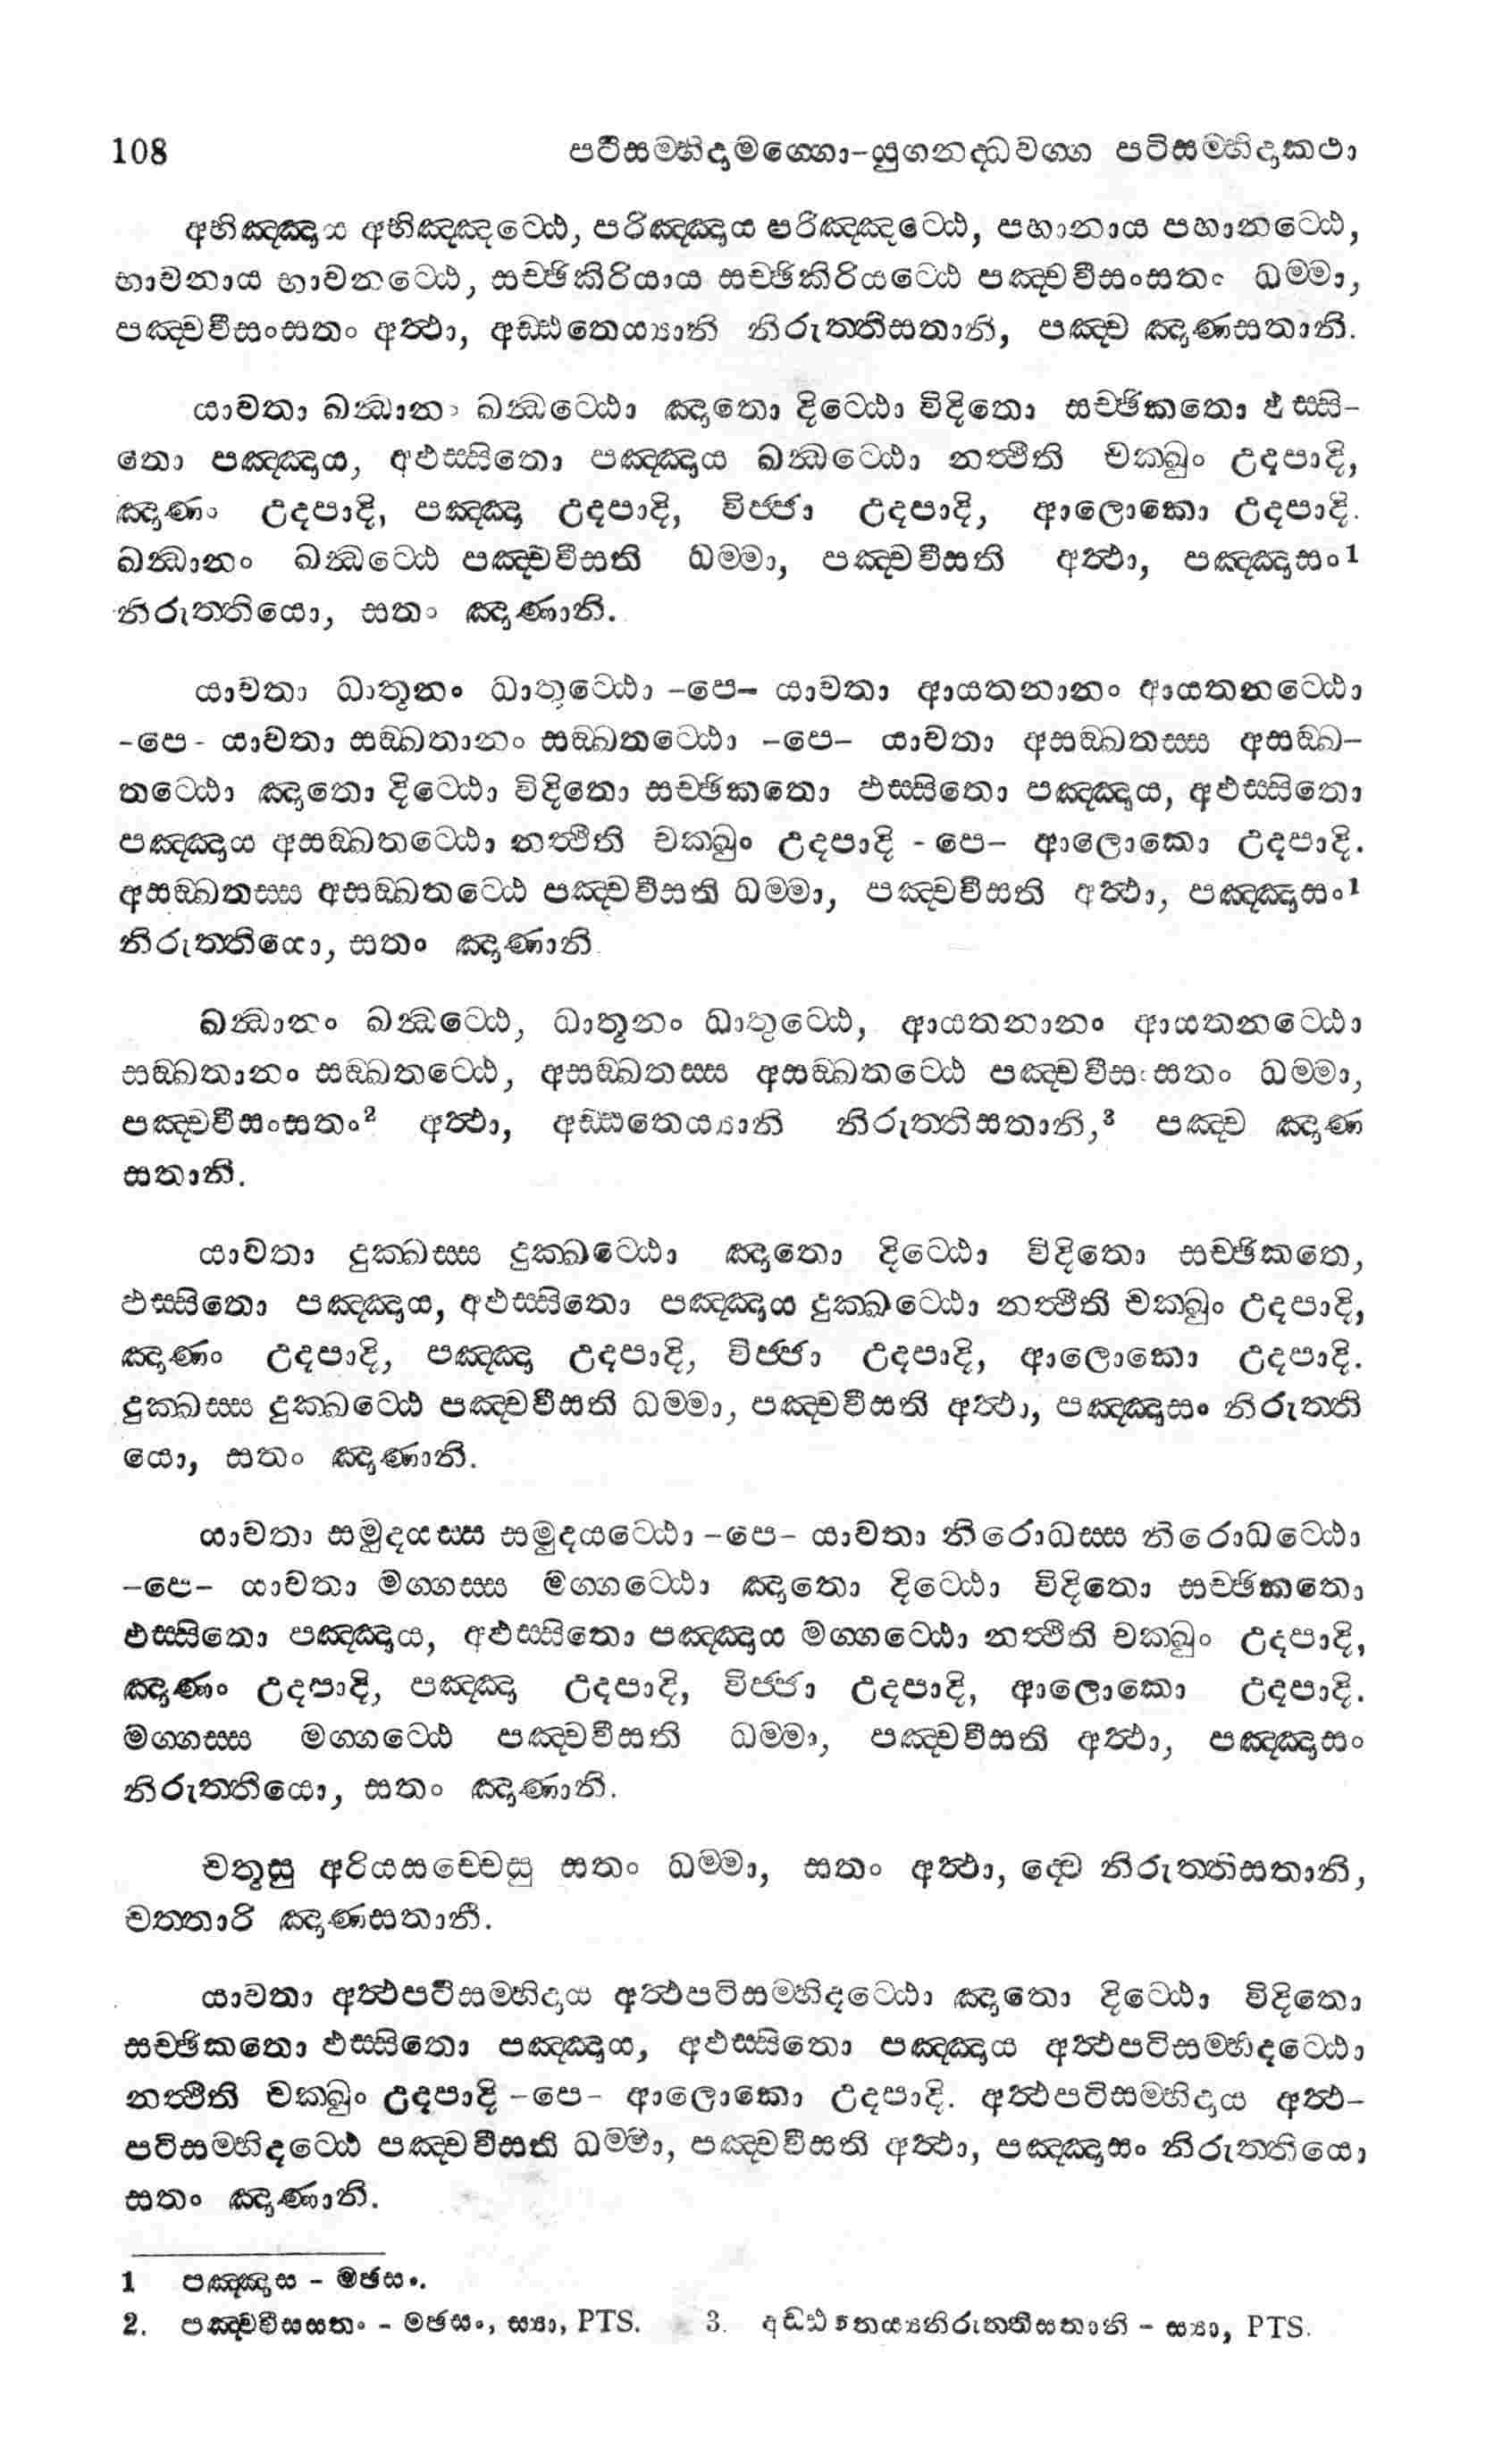 108 පටිසම්භිදාමග්ගො-යුගනද්ධවග්ග පටිසම්භිදාකථා
අභිඤ්ඤාය අභිඤ්ඤට්ඨෙ, පරිඤ්ඤාය පරිඤ්ඤට්ඨෙ, පහානාය පහානට්ඨෙ,
භාවනාය භාවනට්ඨෙ, සච්ඡිකිරියාය සච්ඡිකිරියට්ඨෙ පඤ්චවීසංසතං ධම්මා,
පඤ්චවීසංසතං අත්ථා, අඩ්ඪතෙය්‍යානි නිරුත්තිසතානි, පඤ්ච ඤාණසතානි.
යාවතා ඛන්ධානං ඛන්ධට්ඨො ඤාතො දිට්ඨො විදිතො සච්ඡිකතො ඵස්සි-
තො පඤ්ඤාය, අඵස්සිතො පඤ්ඤාය ඛන්ධට්ඨො නත්ථීති චක්ඛුං උදපාදි,
ඤාණං උදපාදි, පඤ්ඤා උදපාදි, විජ්ජා උදපාදි, ආලොකො උදපාදි.
ඛන්ධානං ඛන්ධට්ඨෙ පඤ්චවීසති ධම්මා, පඤ්චවීසති අත්ථා, පඤ්ඤාසං1
නිරුත්තියො, සතං ඤාණානි.
යාවතා ධාතූනං ධාතුට්ඨො -පෙ- යාවතා ආයතනානං ආයතනට්ඨො
-පෙ- යාවතා සඞ්ඛතානං සඞ්ඛතට්ඨො -පෙ- යාවතා අසඞ්ඛතස්ස අසඞ්ඛ-
තට්ඨො ඤාතො දිට්ඨො විදිතො සච්ඡිකතො ඵස්සිතො පඤ්ඤාය, අඵස්සිතො
පඤ්ඤාය අසඞ්ඛතට්ඨො නත්ථීති චක්ඛුං උදපාදි -පෙ- ආලොකො උදපාදි.
අසඞ්ඛතස්ස අසඞ්ඛතට්ඨෙ පඤ්චවීසති ධම්මා, පඤ්චවීසති අත්ථා, පඤ්ඤාසං1
නිරුත්තියො, සතං ඤාණානි.
ඛන්ධානං ඛන්ධට්ඨෙ, ධාතූනං ධාතුට්ඨෙ, ආයතනානං ආයතනට්ඨො
සඞ්ඛතානං සඞ්ඛතට්ඨෙ, අසඞ්ඛතස්ස අසඞ්ඛතට්ඨෙ පඤ්චවීසංසතං ධම්මා,
පඤ්චවීසංසතං2 අත්ථා, අඩ්ඪතෙය්‍යානි නිරුත්තිසතානි,3 පඤ්ච ඤාණ
සතානි.
යාවතා දුක්ඛස්ස දුක්ඛට්ඨො ඤාතො දිට්ඨො විදිතො සච්ඡිකතෙ,
ඵස්සිතො පඤ්ඤාය, අඵස්සිතො පඤ්ඤාය දුක්ඛට්ඨො නත්ථීති චක්ඛුං උදපාදි,
ඤාණං උදපාදි, පඤ්ඤා උදපාදි, විජ්ජා උදපාදි, ආලොකො උදපාදි.
දුක්ඛස්ස දුක්ඛට්ඨෙ පඤ්චවීසති ධම්මා, පඤ්චවීසති අත්ථා, පඤ්ඤාසං නිරුත්ති
යො, සතං ඤාණානි.
යාවතා සමුදයස්ස සමුදයට්ඨො -පෙ- යාවතා නිරොධස්ස නිරොධට්ඨො
-පෙ- යාවතා මග්ගස්ස මග්ගට්ඨො ඤාතො දිට්ඨො විදිතො සච්ඡිකතො
ඵස්සිතො පඤ්ඤාය, අඵස්සිතො පඤ්ඤාය මග්ගට්ඨො නත්ථීති චක්ඛුං උදපාදි,
ඤාණං උදපාදි, පඤ්ඤා උදපාදි, විජ්ජා උදපාදි, ආලොකො උදපාදි.
මග්ගස්ස මග්ගට්ඨෙ පඤ්චවීසති ධම්මා, පඤ්චවීසති අත්ථා, පඤ්ඤාසං
නිරුත්තියො, සතං ඤාණානි.
චතූසු අරියසච්චෙසු සතං ධම්මා, සතං අත්ථා, ද්වෙ නිරුත්තිසතානි,
චත්තාරි ඤාණසතානි.
යාවතා අත්ථපටිසම්භිදාය අත්ථපටිසම්භිදට්ඨො ඤාතො දිට්ඨො විදිතො
සච්ඡිකතො ඵස්සිතො පඤ්ඤාය, අඵස්සිතො පඤ්ඤාය අත්ථපටිසම්භිදට්ඨො
නත්ථීති චක්ඛුං උදපාදි -පෙ- ආලොකො උදපාදි. අත්ථපටිසම්භිදාය අත්ථ-
පටිසම්භිදට්ඨෙ පඤ්චවීසති ධම්මා, පඤ්චවීසති අත්ථා, පඤ්ඤාසං නිරුත්තියො
සතං ඤාණානි.
1 පඤ්ඤාස - මඡසං.
2. පඤ්චවීසසතං - මඡසං, ස්‍යා, PTS. 3. අඩ්ඪතෙය්‍යනිරුත්තිසතානි - ස්‍යා, PTS.